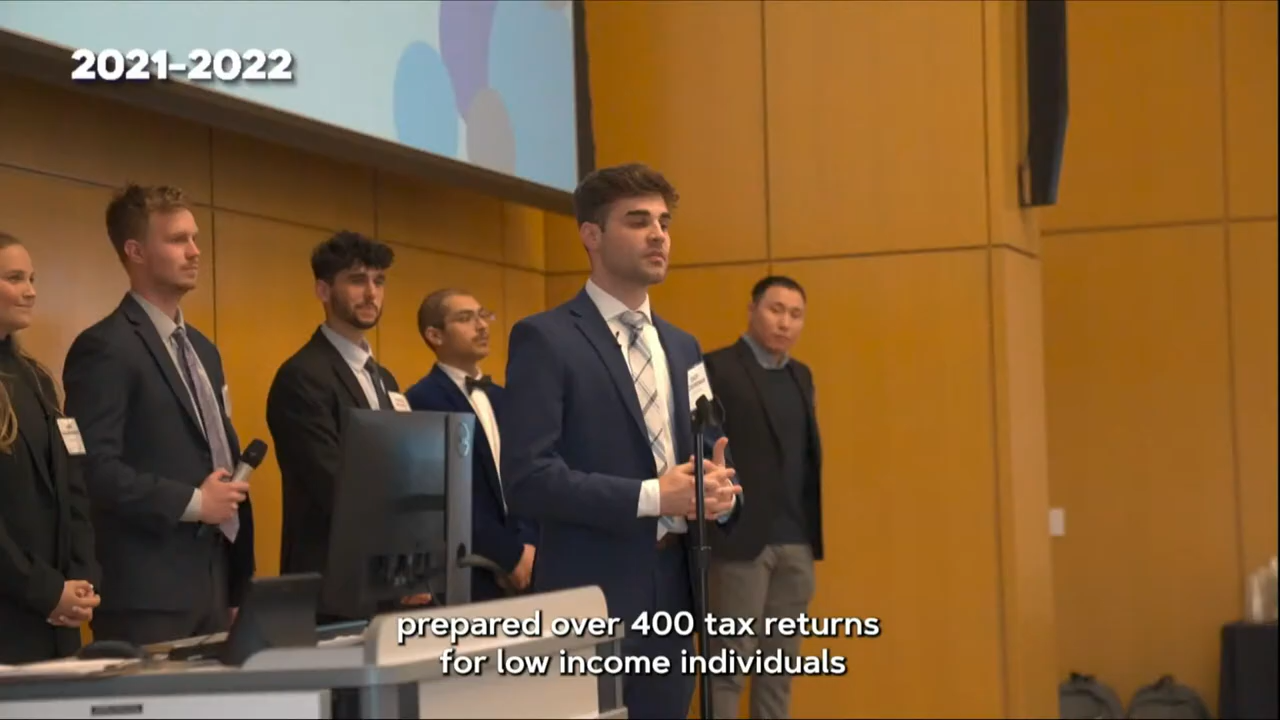 2021-2022
prepared over 400 tax returns
for low income individuals